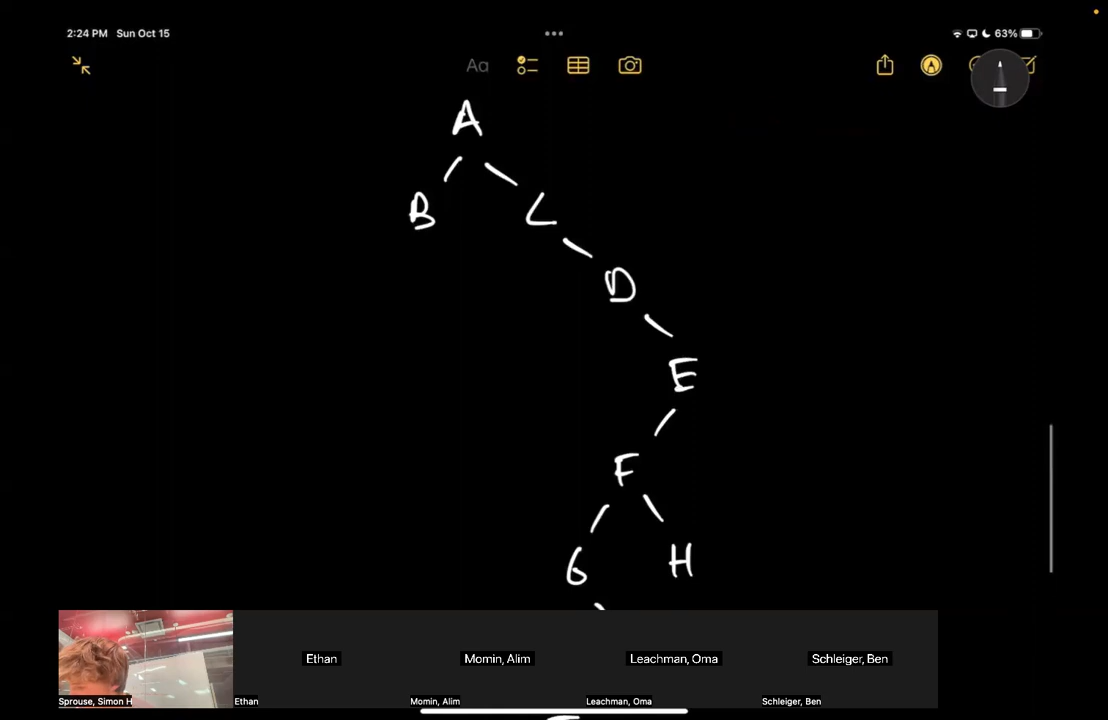 2:24 PM Sun Oct 15
63%
Aa
A
B C
D
E
F
G H
Ethan
Momin, Alim
Leachman, Oma
Schleiger, Ben
Sprouse, Simon H
Ethan
Momin, Alim
Leachman, Oma
Schleiger, Ben